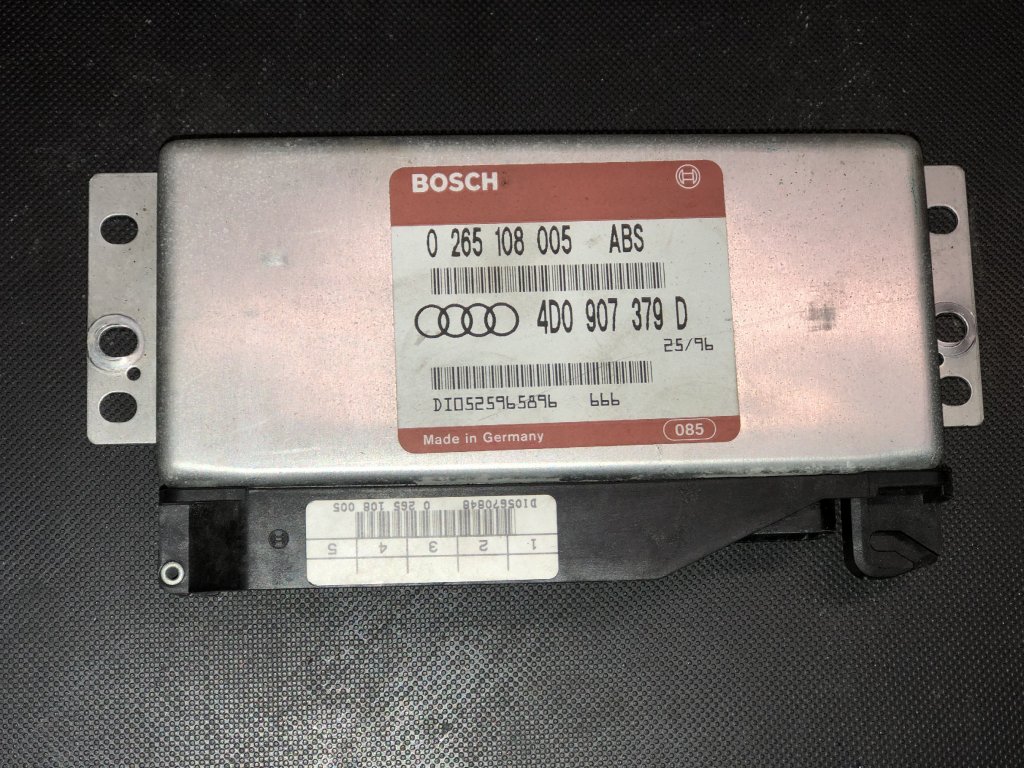 BOSCH
0 265 108 005 ABS
4D0 907 379 D
25/96
DI0525965896 666
Made in Germany 085
DI05670848 0 265 108 005
1 2 3 4 5